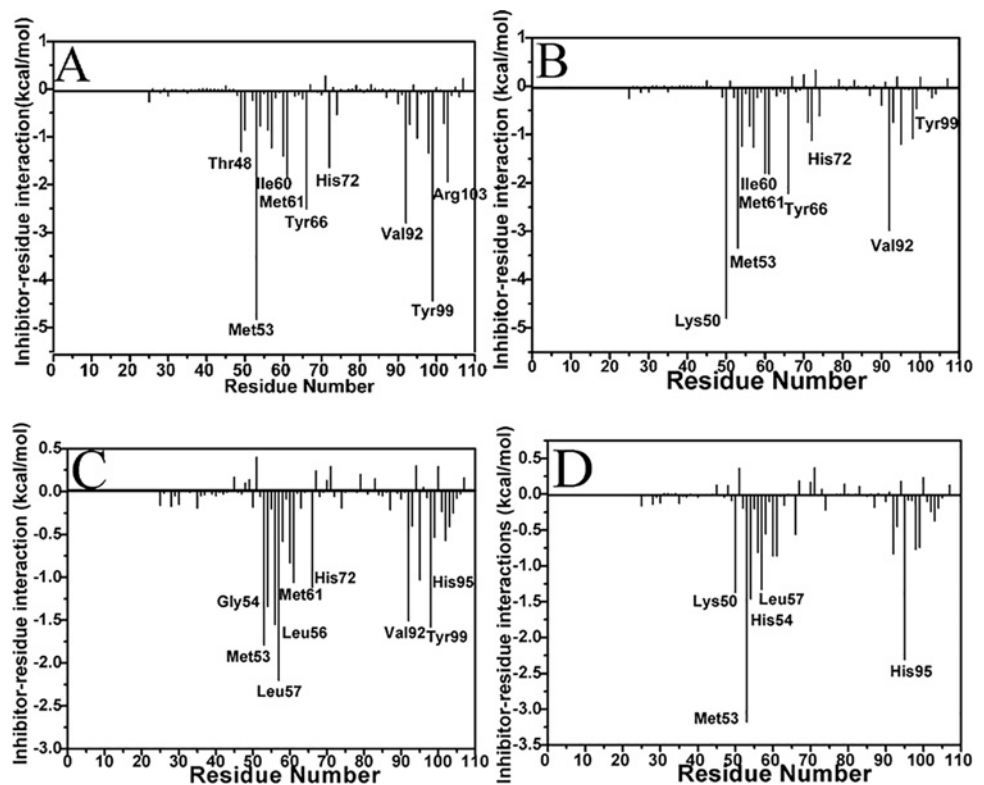 A
Inhibitor-residue interaction(kcal/mol)
1
0
-1
-2
-3
-4
-5
Thr48
Ile60
Met61
Tyr66
His72
Arg103
Val92
Tyr99
Met53
0 10 20 30 40 50 60 70 80 90 100 110
Residue Number
B
Inhibitor-residue interaction (kcal/mol)
1
0
-1
-2
-3
-4
-5
Tyr99
His72
Ile60
Met61
Tyr66
Val92
Met53
Lys50
0 10 20 30 40 50 60 70 80 90 100 110
Residue Number
C
Inhibitor-residue interaction (kcal/mol)
0.5
0.0
-0.5
-1.0
-1.5
-2.0
-2.5
-3.0
His72
His95
Met61
Gly54
Leu56
Val92
Tyr99
Met53
Leu57
0 10 20 30 40 50 60 70 80 90 100 110
Residue Number
D
Inhibitor-residue interactions (kcal/mol)
0.5
0.0
-0.5
-1.0
-1.5
-2.0
-2.5
-3.0
-3.5
Lys50
Leu57
His54
His95
Met53
0 10 20 30 40 50 60 70 80 90 100 110
Residue Number